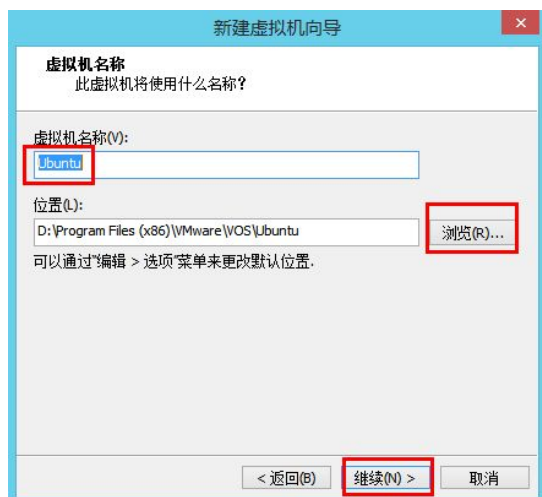 新建虚拟机向导
虚拟机名称
此虚拟机将使用什么名称?
虚拟机名称(V):
Ubuntu
位置(L):
D:\Program Files (x86)\VMware\VOS\Ubuntu
浏览(R)...
可以通过"编辑 > 选项"菜单来更改默认位置.
< 返回(B) 继续(N) > 取消